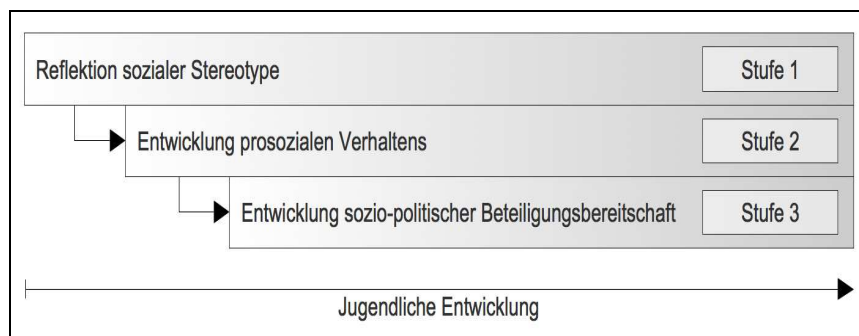 Reflektion sozialer Stereotype Stufe 1
Entwicklung prosozialen Verhaltens Stufe 2
Entwicklung sozio-politischer Beteiligungsbereitschaft Stufe 3
Jugendliche Entwicklung